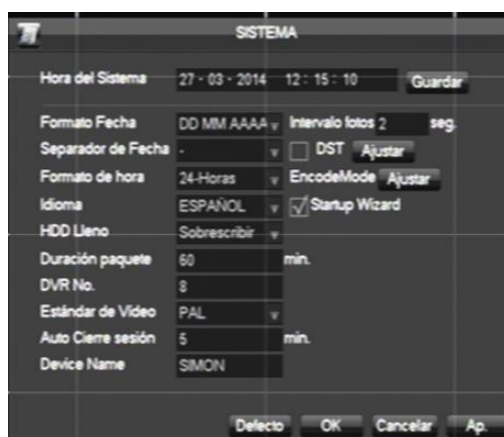 SISTEMA
Hora del Sistema 27 - 03 - 2014 12 : 15 : 10 Guardar
Formato Fecha DD MM AAAA Intervalo fotos 2 seg.
Separador de Fecha - DST Ajustar
Formato de hora 24-Horas EncodeMode Ajustar
Idioma ESPAÑOL Startup Wizard
HDD Lleno Sobrescribir
Duración paquete 60 min.
DVR No. 8
Estándar de Vídeo PAL
Auto Cierre sesión 5 min.
Device Name SIMON
Defecto OK Cancelar Ap.